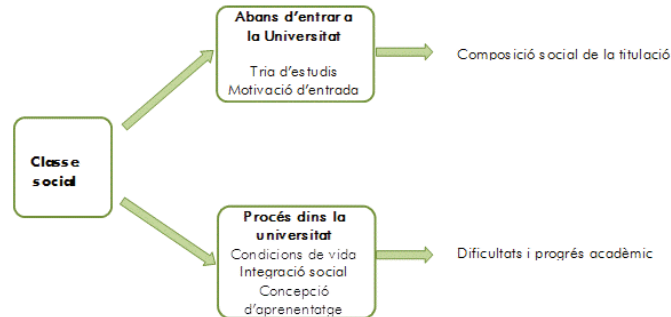 Abans d'entrar a
la Universitat
Tria d'estudis
Motivació d'entrada
Composició social de la titulació
Classe
social
Procés dins la
universitat
Condicions de vida
Integració social
Concepció
d'aprenentatge
Dificultats i progrés acadèmic